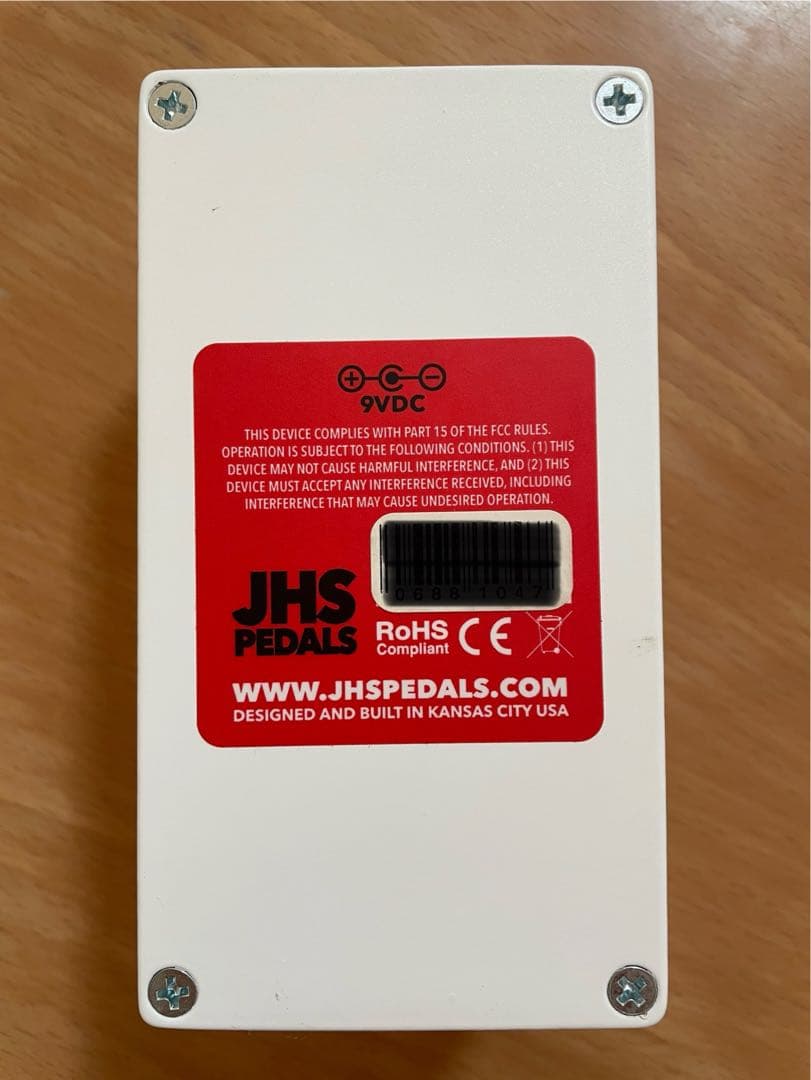 9VDC
THIS DEVICE COMPLIES WITH PART 15 OF THE FCC RULES.
OPERATION IS SUBJECT TO THE FOLLOWING CONDITIONS. (1) THIS
DEVICE MAY NOT CAUSE HARMFUL INTERFERENCE, AND (2) THIS
DEVICE MUST ACCEPT ANY INTERFERENCE RECEIVED, INCLUDING
INTERFERENCE THAT MAY CAUSE UNDESIRED OPERATION.
0688 1047
JHS
PEDALS
RoHS
Compliant
CE
WWW.JHSPEDALS.COM
DESIGNED AND BUILT IN KANSAS CITY USA